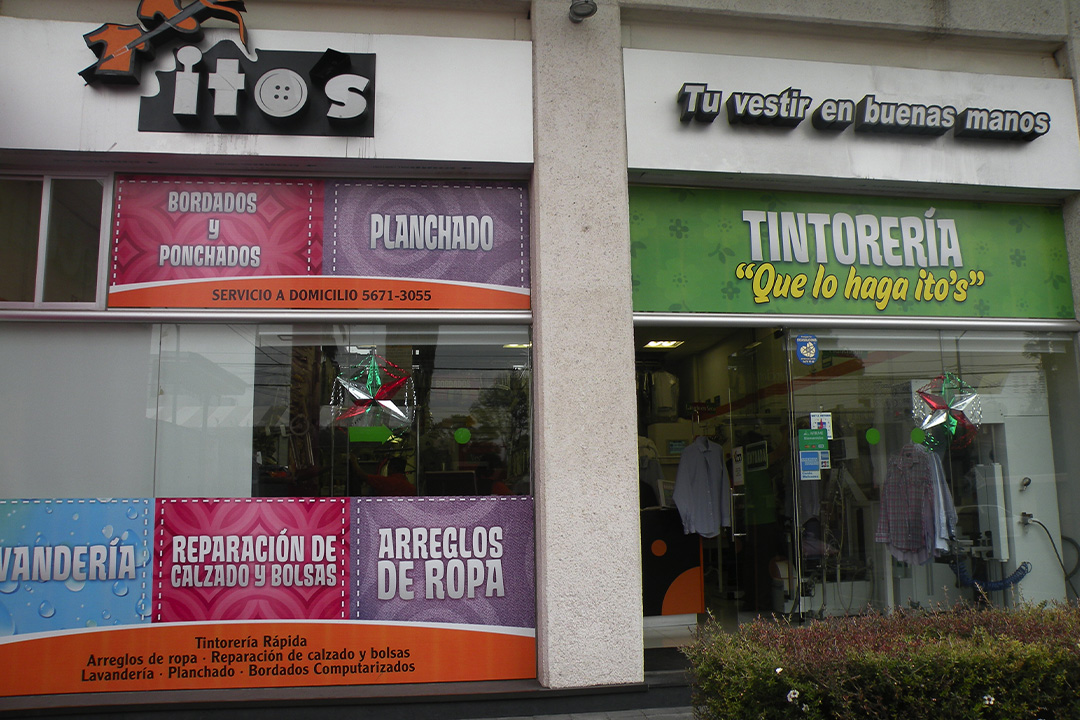 ito's
Tu vestir en buenas manos
BORDADOS
y
PONCHADOS
PLANCHADO
SERVICIO A DOMICILIO 5671-3055
TINTORERÍA
"Que lo haga ito's"
VANDERÍA
REPARACIÓN DE
CALZADO y BOLSAS
ARREGLOS
DE ROPA
Tintorería Rápida
Arreglos de ropa · Reparación de calzado y bolsas
Lavandería · Planchado · Bordados Computarizados